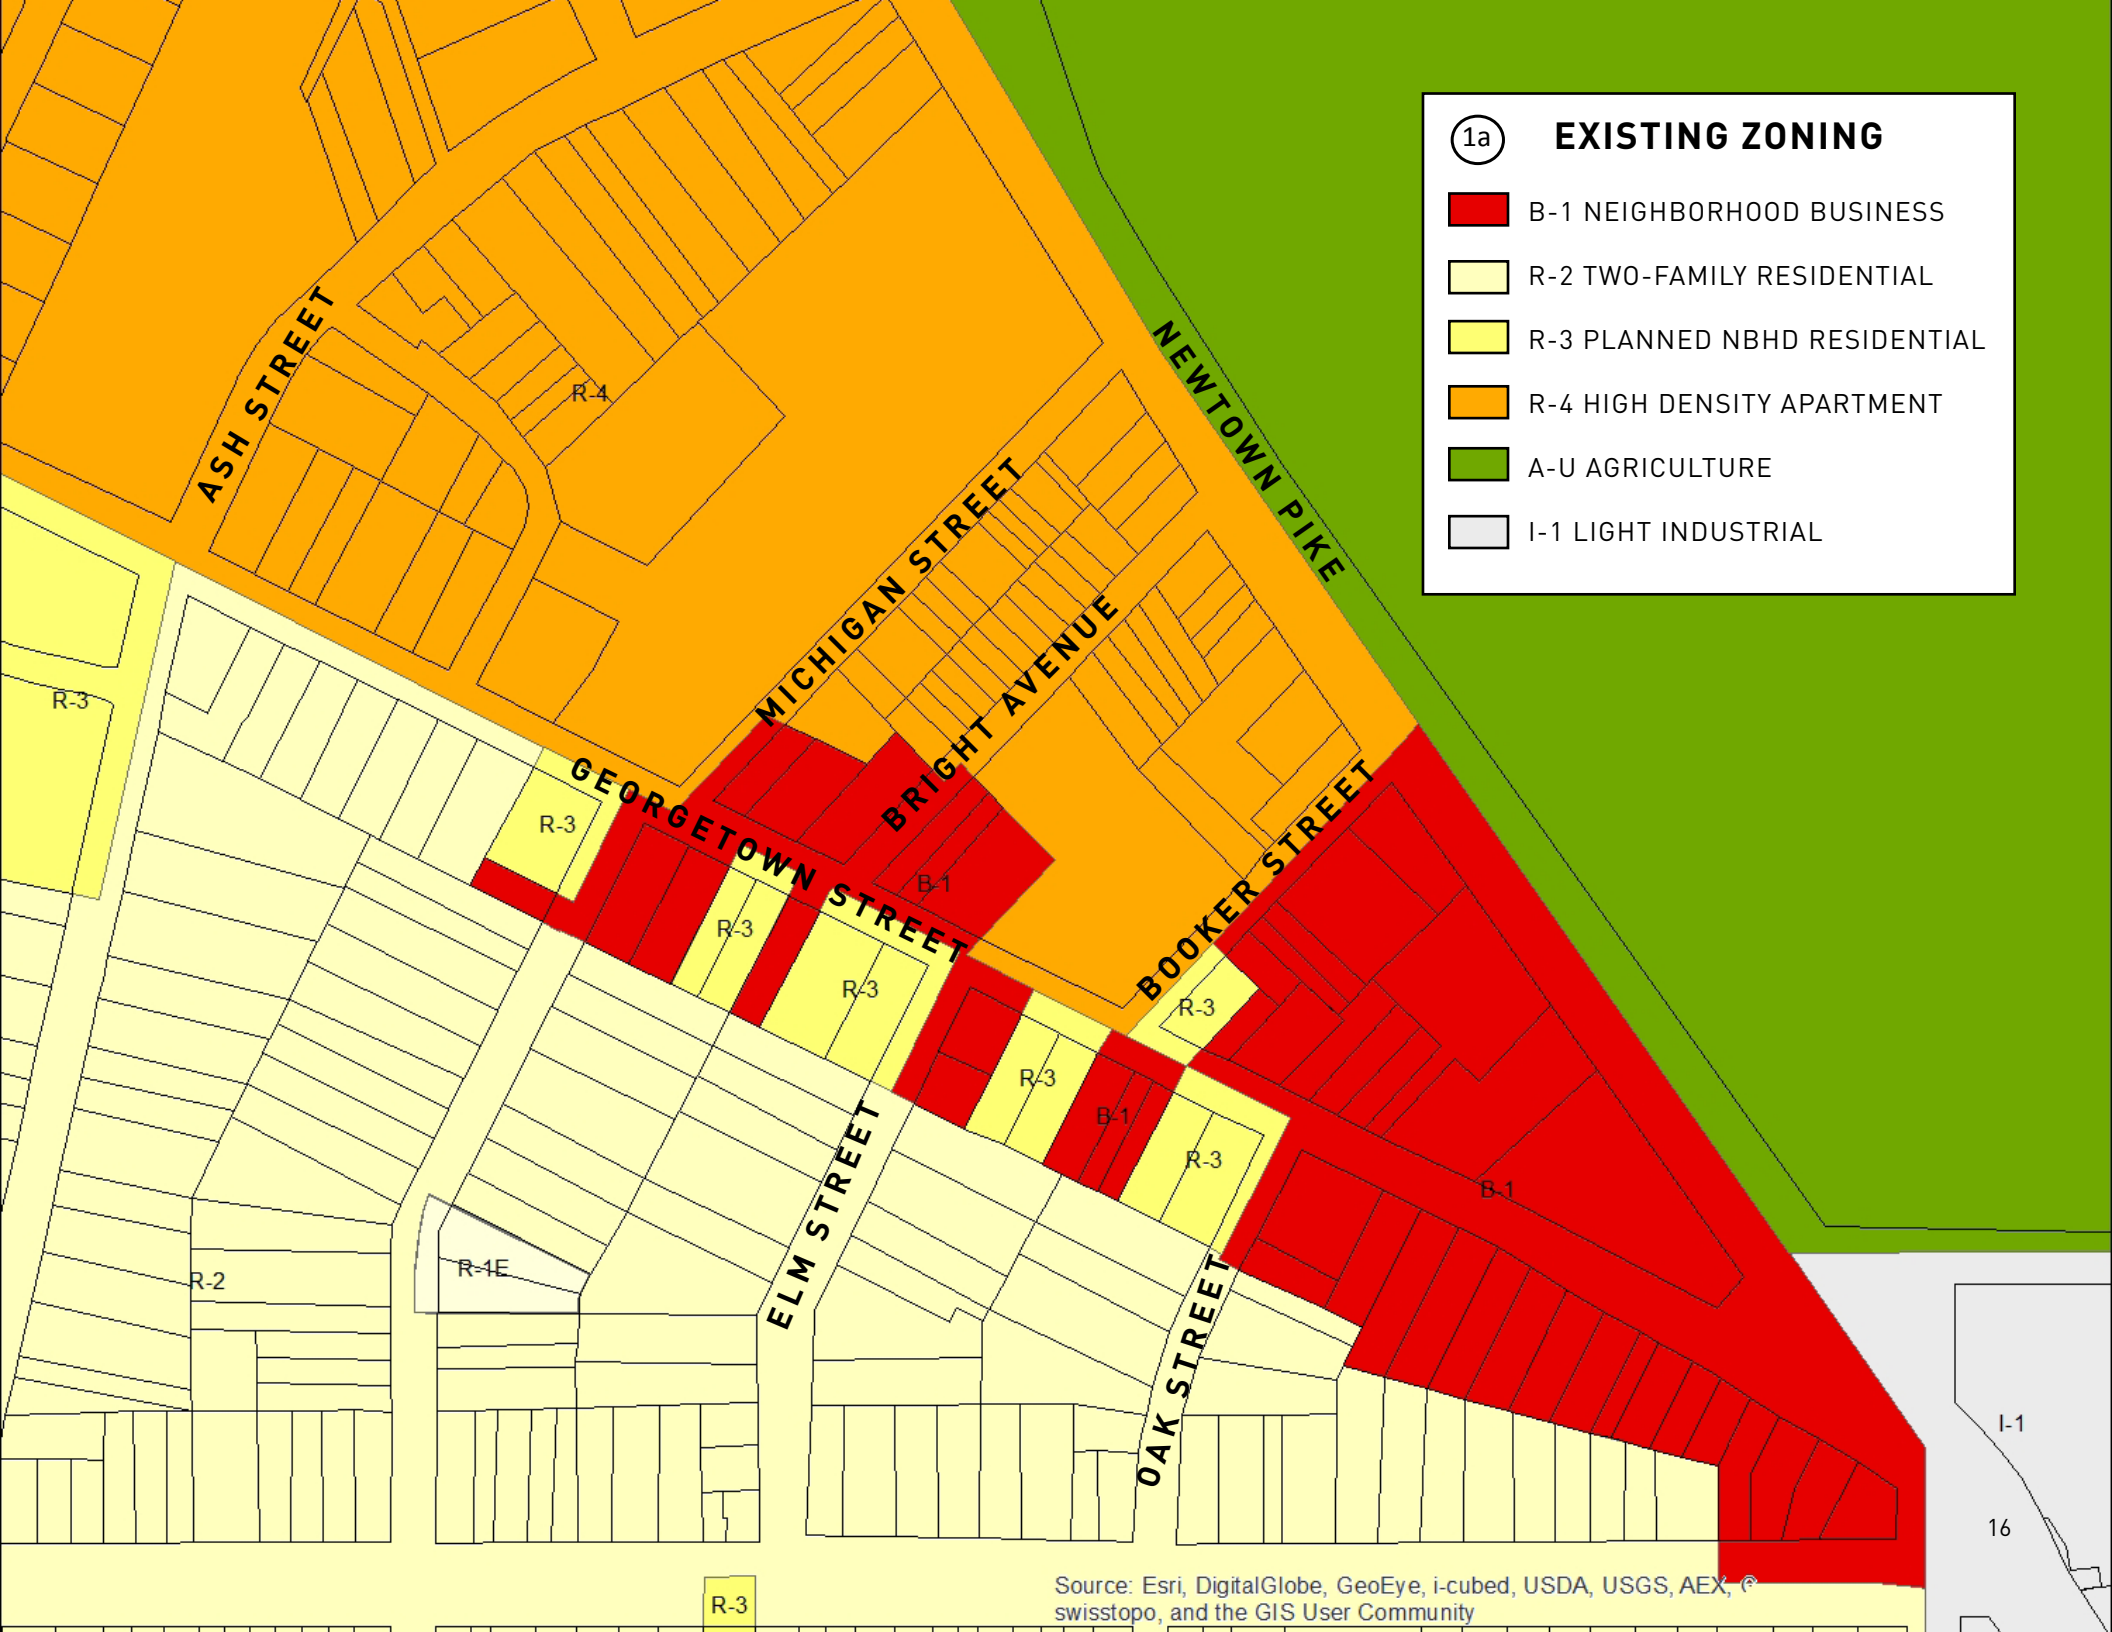 1a EXISTING ZONING
B-1 NEIGHBORHOOD BUSINESS
R-2 TWO-FAMILY RESIDENTIAL
R-3 PLANNED NBHD RESIDENTIAL
R-4 HIGH DENSITY APARTMENT
A-U AGRICULTURE
I-1 LIGHT INDUSTRIAL
ASH STREET
R-4
NEWTOWN PIKE
MICHIGAN STREET
BRIGHT AVENUE
R-3
GEORGETOWN STREET
R-3
B-1
BOOKER STREET
R-3
R-3
R-3
R-3
B-1
R-3
B-1
ELM STREET
R-1E
R-2
OAK STREET
I-1
16
R-3
Source: Esri, DigitalGlobe, GeoEye, i-cubed, USDA, USGS, AEX, ©
swisstopo, and the GIS User Community